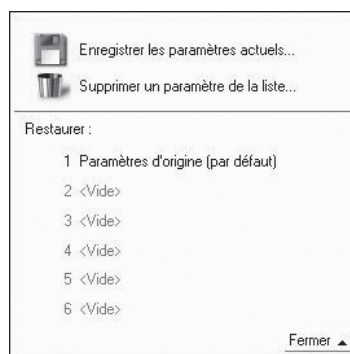 Enregistrer les paramètres actuels...
Supprimer un paramètre de la liste...
Restaurer :
1 Paramètres d'origine (par défaut)
2 <Vide>
3 <Vide>
4 <Vide>
5 <Vide>
6 <Vide>
Fermer